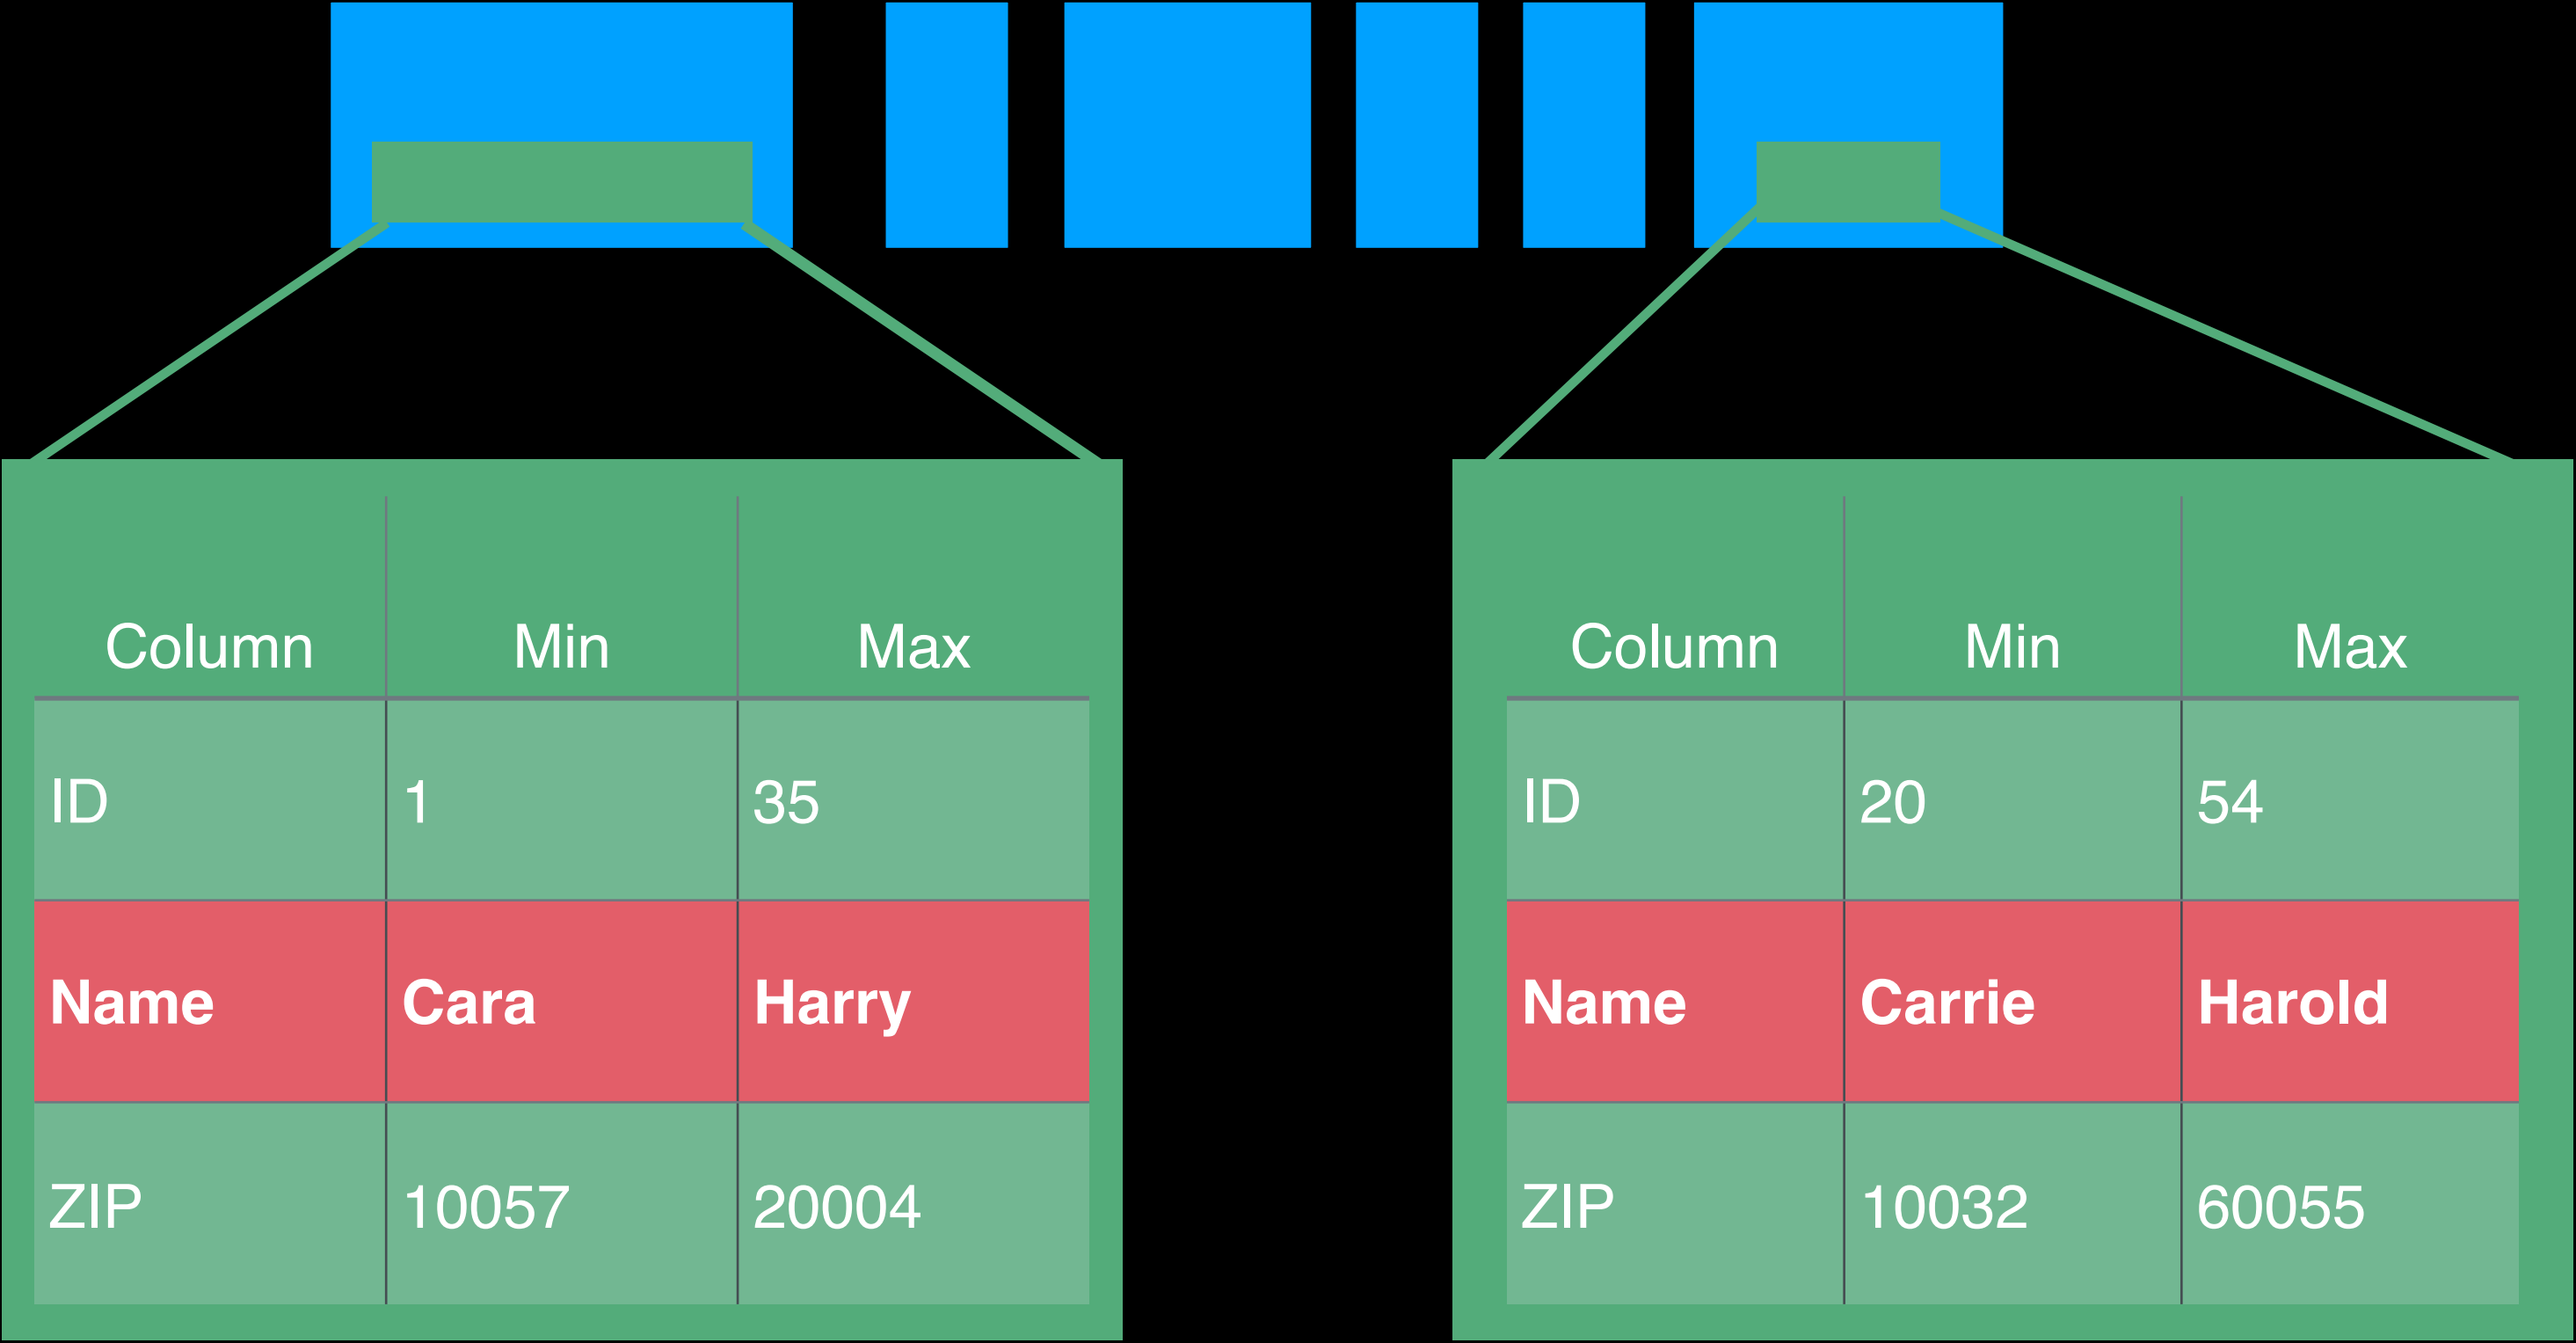 Column Min Max
ID 1 35
Name Cara Harry
ZIP 10057 20004
Column Min Max
ID 20 54
Name Carrie Harold
ZIP 10032 60055